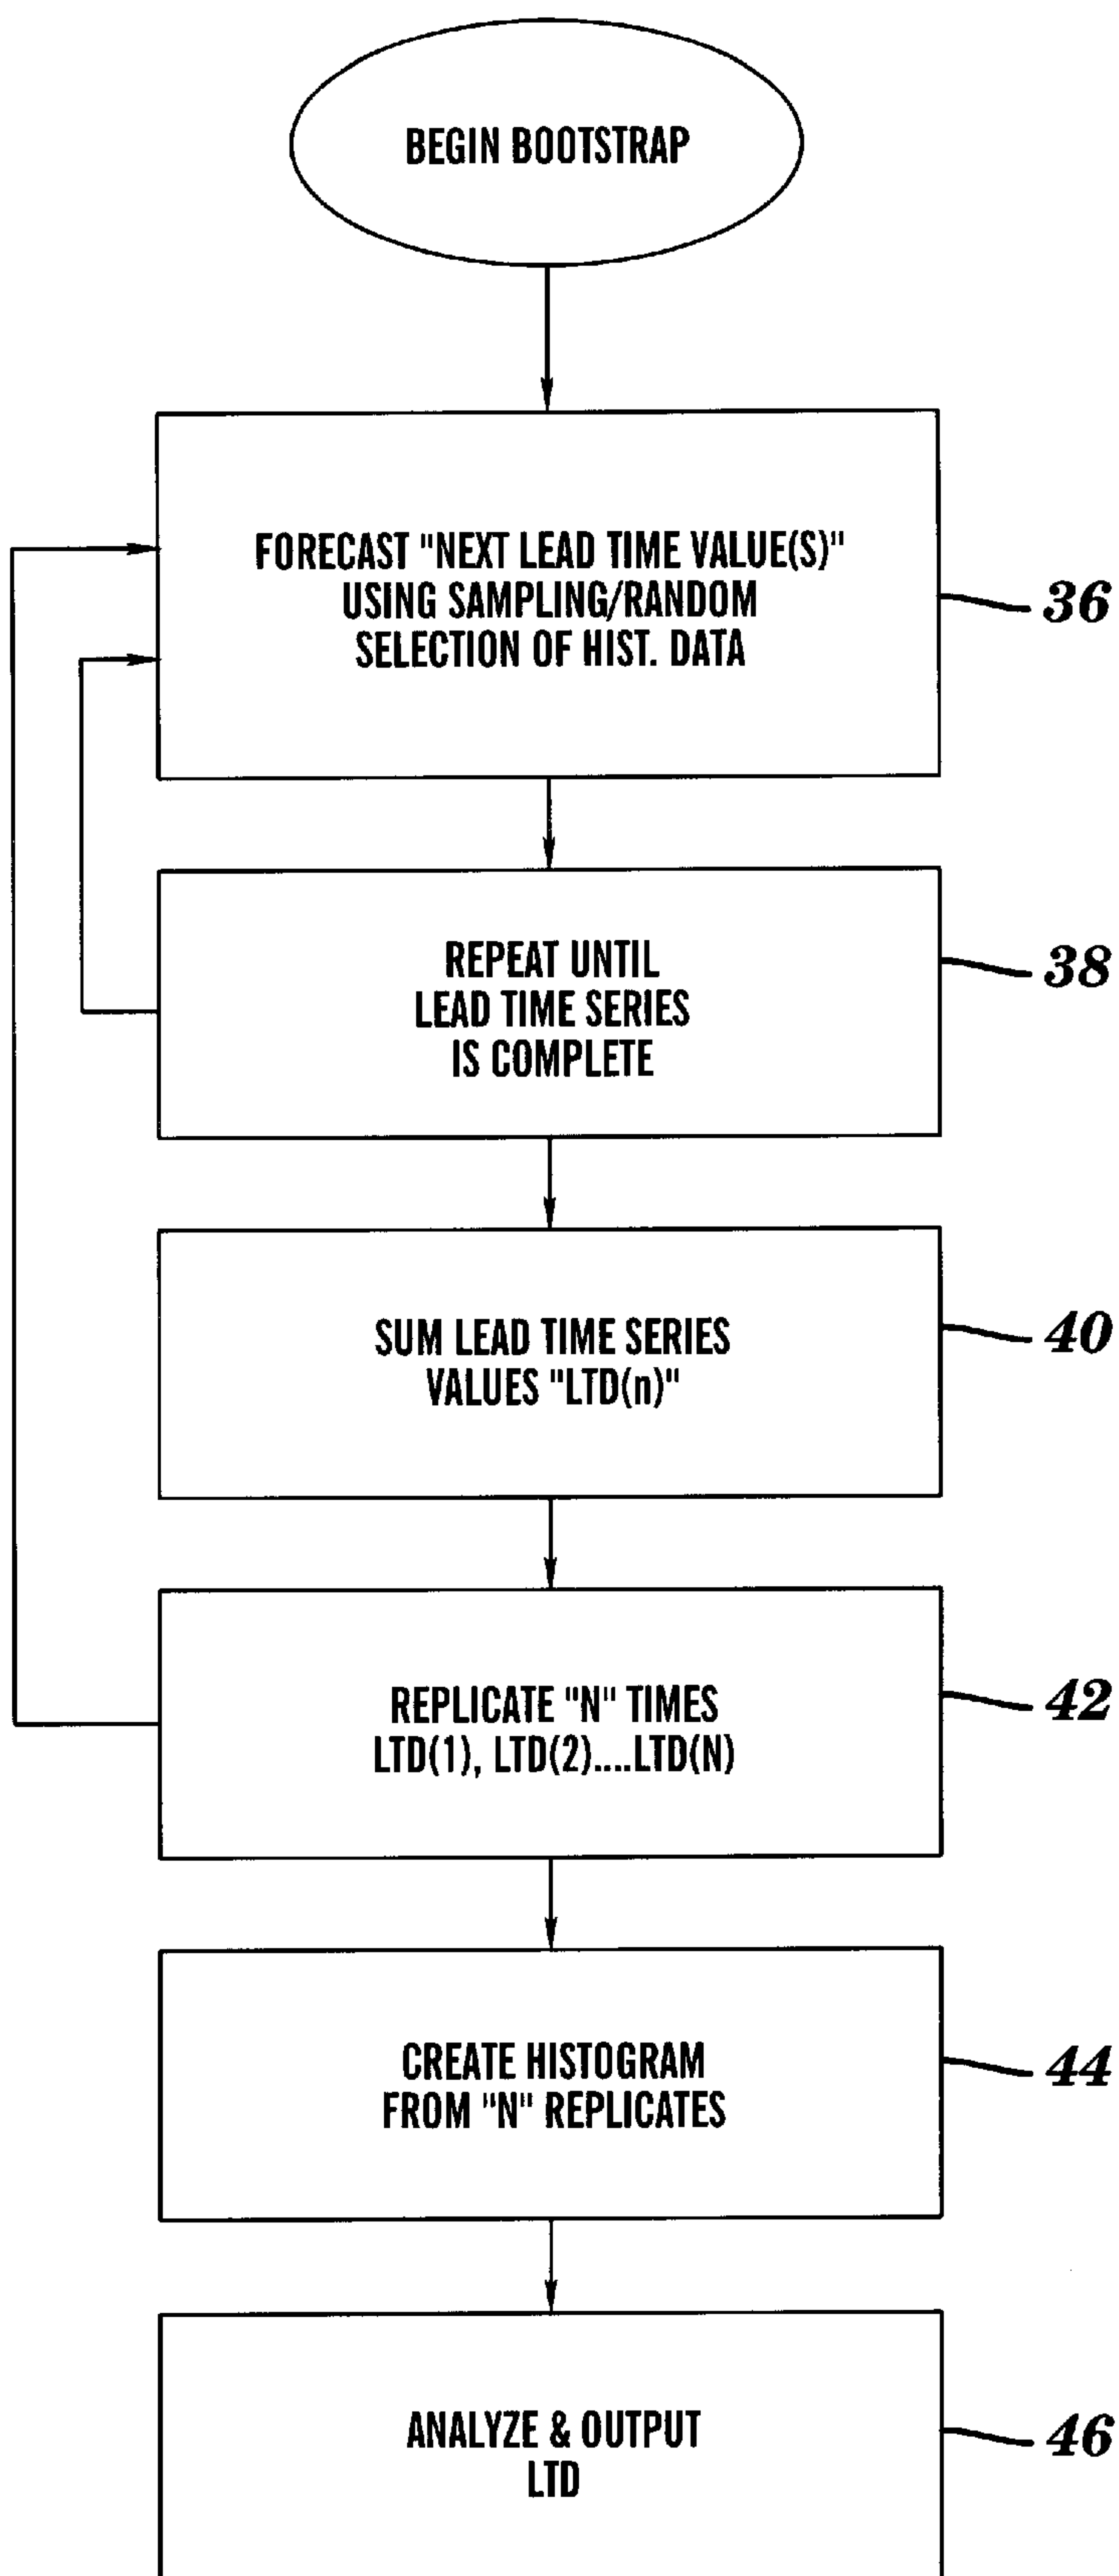 BEGIN BOOTSTRAP
FORECAST "NEXT LEAD TIME VALUE(S)"
USING SAMPLING/RANDOM
SELECTION OF HIST. DATA
36
REPEAT UNTIL
LEAD TIME SERIES
IS COMPLETE
38
SUM LEAD TIME SERIES
VALUES "LTD(n)"
40
REPLICATE "N" TIMES
LTD(1), LTD(2)....LTD(N)
42
CREATE HISTOGRAM
FROM "N" REPLICATES
44
ANALYZE & OUTPUT
LTD
46